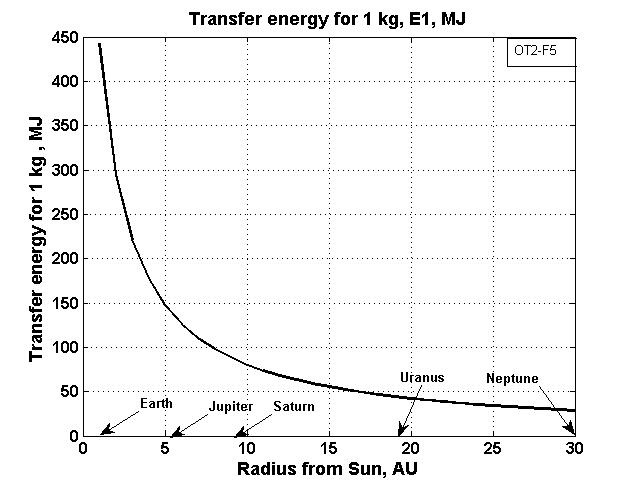 Transfer energy for 1 kg, E1, MJ
OT2-F5
Transfer energy for 1 kg , MJ
450
400
350
300
250
200
150
100
50
0
Earth
Jupiter
Saturn
Uranus
Neptune
0 5 10 15 20 25 30
Radius from Sun, AU